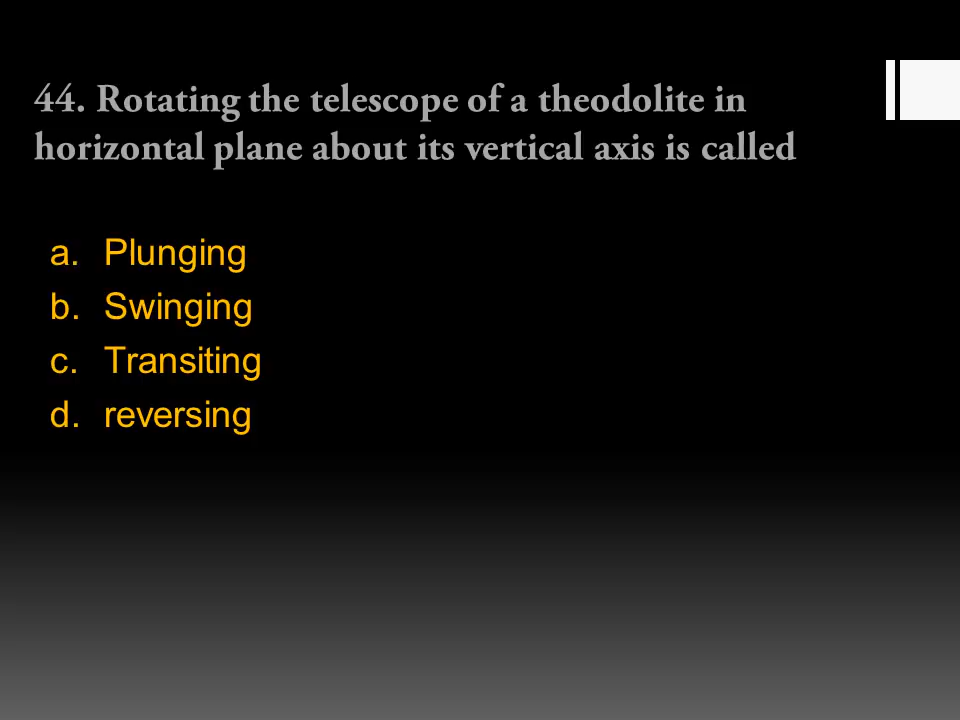 44. Rotating the telescope of a theodolite in
horizontal plane about its vertical axis is called
a. Plunging
b. Swinging
c. Transiting
d. reversing